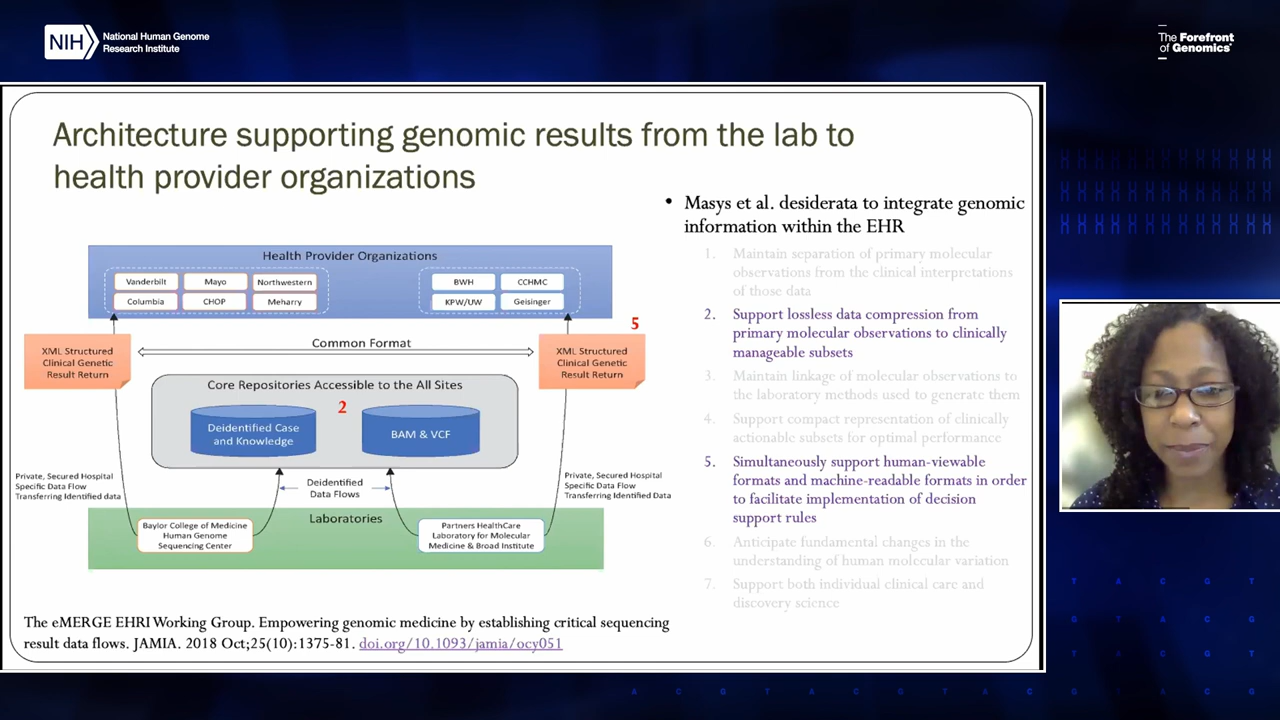 NIH
National Human Genome
Research Institute
The Forefront
of Genomics®
Architecture supporting genomic results from the lab to
health provider organizations
Health Provider Organizations
Vanderbilt
Mayo
Northwestern
Columbia
CHOP
Meharry
BWH
CCHMC
KPW/UW
Geisinger
5
XML Structured
Clinical Genetic
Result Return
Common Format
XML Structured
Clinical Genetic
Result Return
Core Repositories Accessible to the All Sites
2
Deidentified Case
and Knowledge
BAM & VCF
Private, Secured Hospital
Specific Data Flow
Transferring Identified data
Deidentified
Data Flows
Private, Secured Hospital
Specific Data Flow
Transferring Identified Data
Laboratories
Baylor College of Medicine
Human Genome
Sequencing Center
Partners HealthCare
Laboratory for Molecular
Medicine & Broad Institute
The eMERGE EHRI Working Group. Empowering genomic medicine by establishing critical sequencing
result data flows. JAMIA. 2018 Oct;25(10):1375-81. doi.org/10.1093/jamia/ocy051
• Masys et al. desiderata to integrate genomic
information within the EHR
1. Maintain separation of primary molecular
observations from the clinical interpretations
of those data
2. Support lossless data compression from
primary molecular observations to clinically
manageable subsets
3. Maintain linkage of molecular observations to
the laboratory methods used to generate them
4. Support compact representation of clinically
actionable subsets for optimal performance
5. Simultaneously support human-viewable
formats and machine-readable formats in order
to facilitate implementation of decision
support rules
6. Anticipate fundamental changes in the
understanding of human molecular variation
7. Support both individual clinical care and
discovery science
T A C G T
G T C G
T A C G T
A C G T A C G T A C G T A C G